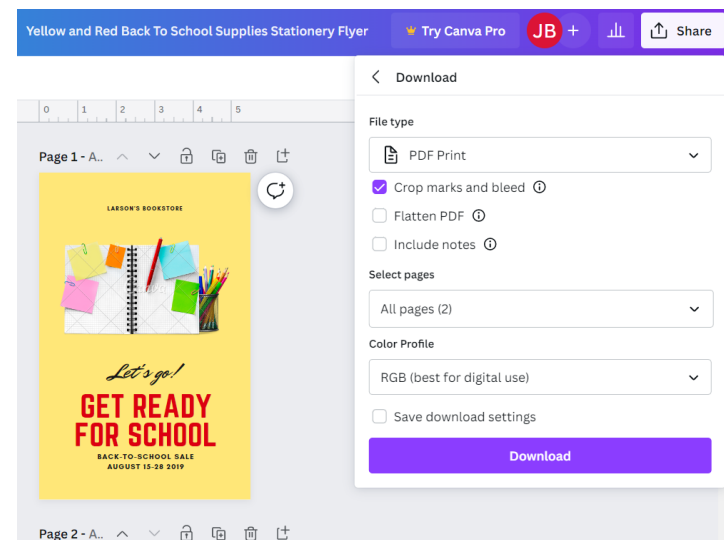 Yellow and Red Back To School Supplies Stationery Flyer
Try Canva Pro
JB
+
Share
Download
File type
PDF Print
Crop marks and bleed
Flatten PDF
Include notes
Select pages
All pages (2)
Color Profile
RGB (best for digital use)
Save download settings
Download
0 1 2 3 4 5
Page 1 - A..
LARSON'S BOOKSTORE
Let's go!
GET READY
FOR SCHOOL
BACK-TO-SCHOOL SALE
AUGUST 15-28 2019
Page 2 - A..